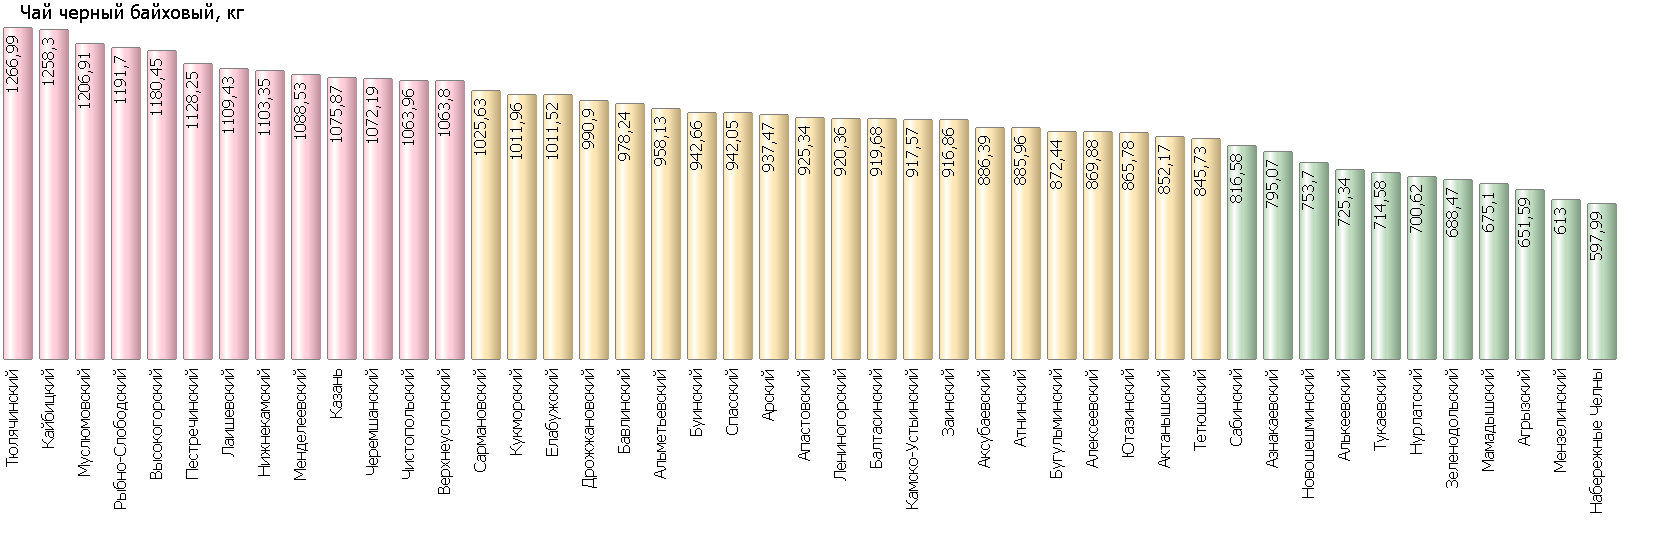 Чай черный байховый, кг
1266,99
1258,3
1206,91
1191,7
1180,45
1128,25
1109,43
1103,35
1088,53
1075,87
1072,19
1063,96
1063,8
1025,63
1011,96
1011,52
990,9
978,24
958,13
942,66
942,05
937,47
925,34
920,36
919,68
917,57
916,86
886,39
885,96
872,44
869,88
865,78
852,17
845,73
816,58
795,07
753,7
725,34
714,58
700,62
688,47
675,1
651,59
613
597,99
Тюлячинский
Кайбицкий
Муслюмовский
Рыбно-Слободский
Высокогорский
Пестречинский
Лаишевский
Нижнекамский
Менделеевский
Казань
Черемшанский
Чистопольский
Верхнеуслонский
Сармановский
Кукморский
Елабужский
Дрожжановский
Бавлинский
Альметьевский
Буинский
Спасский
Арский
Апастовский
Лениногорский
Балтасинский
Камско-Устьинский
Заинский
Аксубаевский
Атнинский
Бугульминский
Алексеевский
Ютазинский
Актанышский
Тетюшский
Сабинский
Азнакаевский
Новошешминский
Алькеевский
Тукаевский
Нурлатский
Зеленодольский
Мамадышский
Агрызский
Мензелинский
Набережные Челны